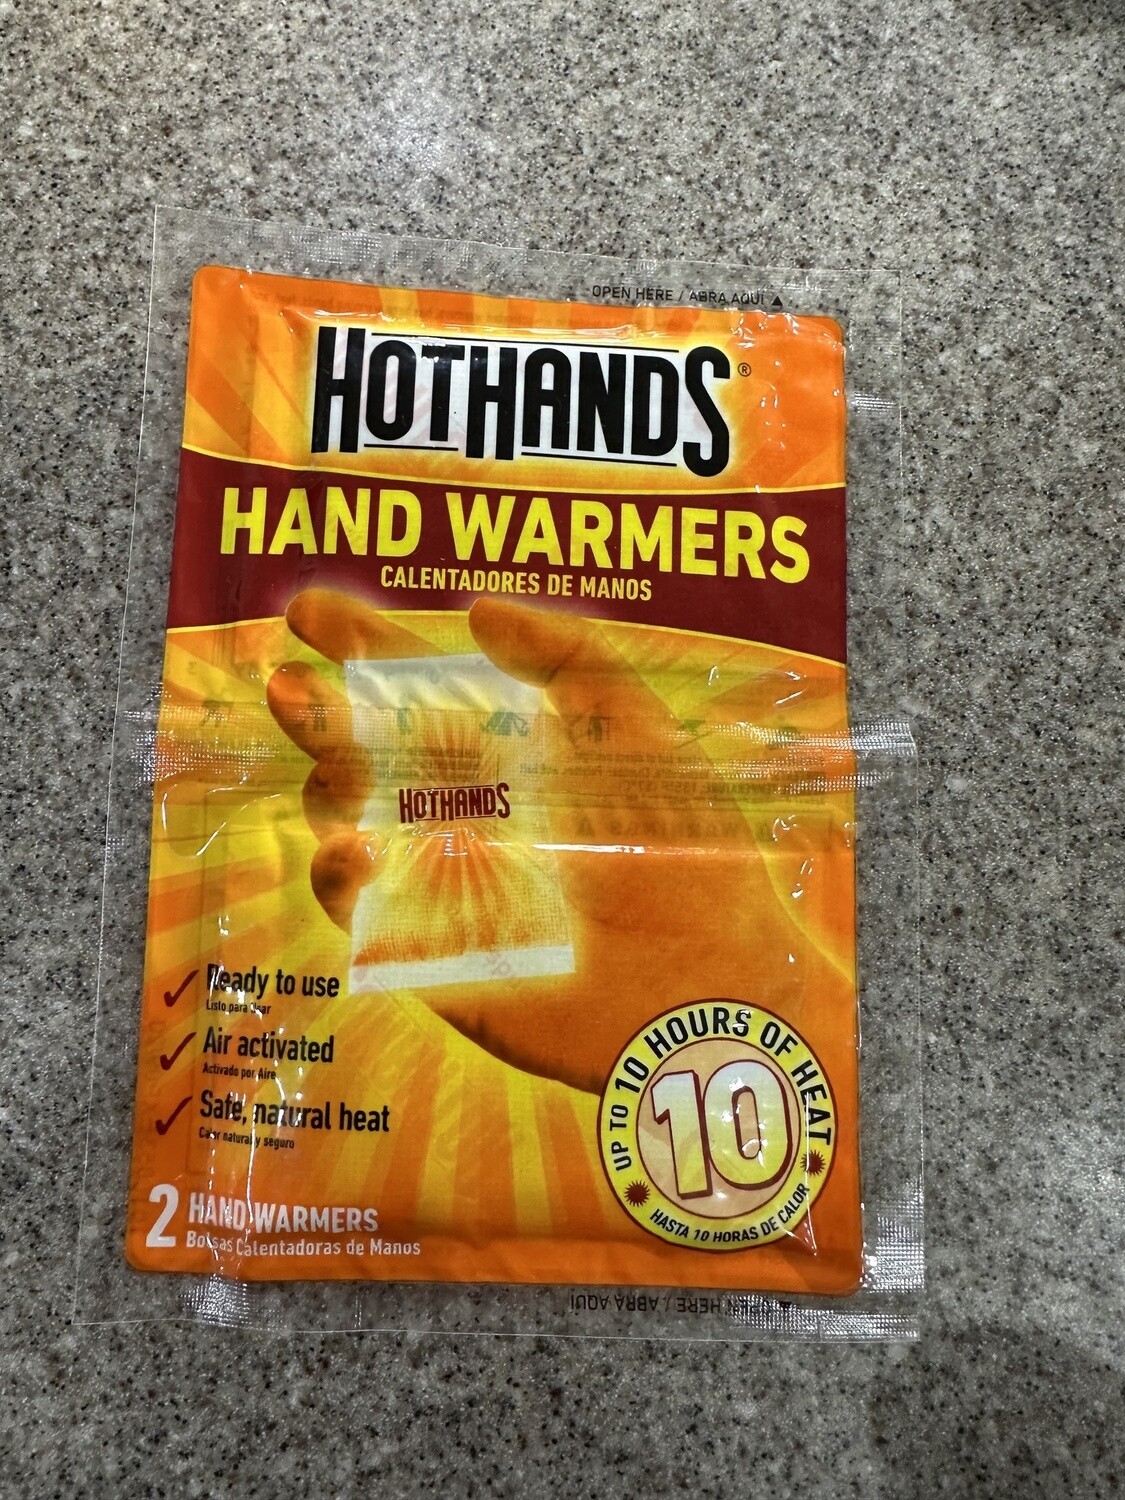 OPEN HERE / ABRA AQUÍ ▲
HOTHANDS®
HAND WARMERS
CALENTADORES DE MANOS
HOTHANDS
Ready to use
Listo para Usar
Air activated
Activado por Aire
Safe, natural heat
Calor natural y seguro
2 HAND WARMERS
Bolsas Calentadoras de Manos
UP TO 10 HOURS OF HEAT
10
HASTA 10 HORAS DE CALOR
OPEN HERE / ABRA AQUÍ